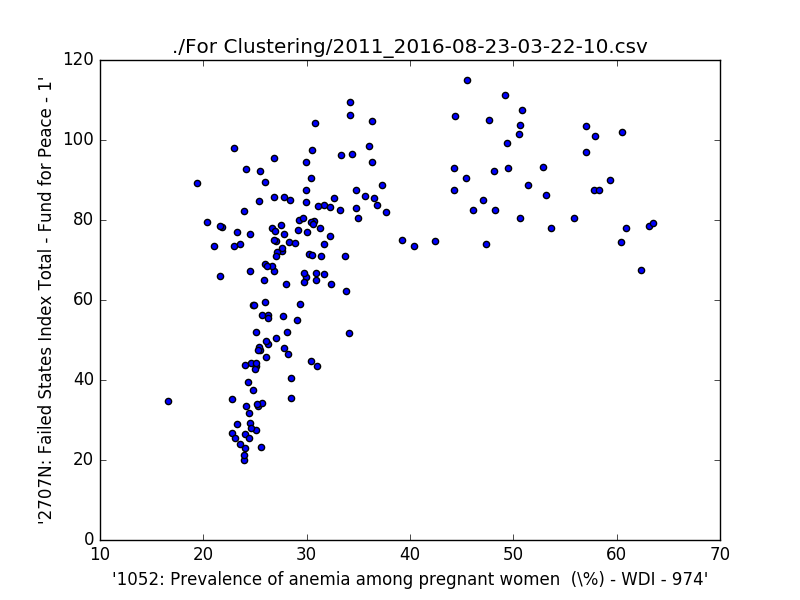 ./For Clustering/2011_2016-08-23-03-22-10.csv
120
100
80
60
40
20
0
'2707N: Failed States Index Total - Fund for Peace - 1'
10 20 30 40 50 60 70
'1052: Prevalence of anemia among pregnant women  (\%) - WDI - 974'